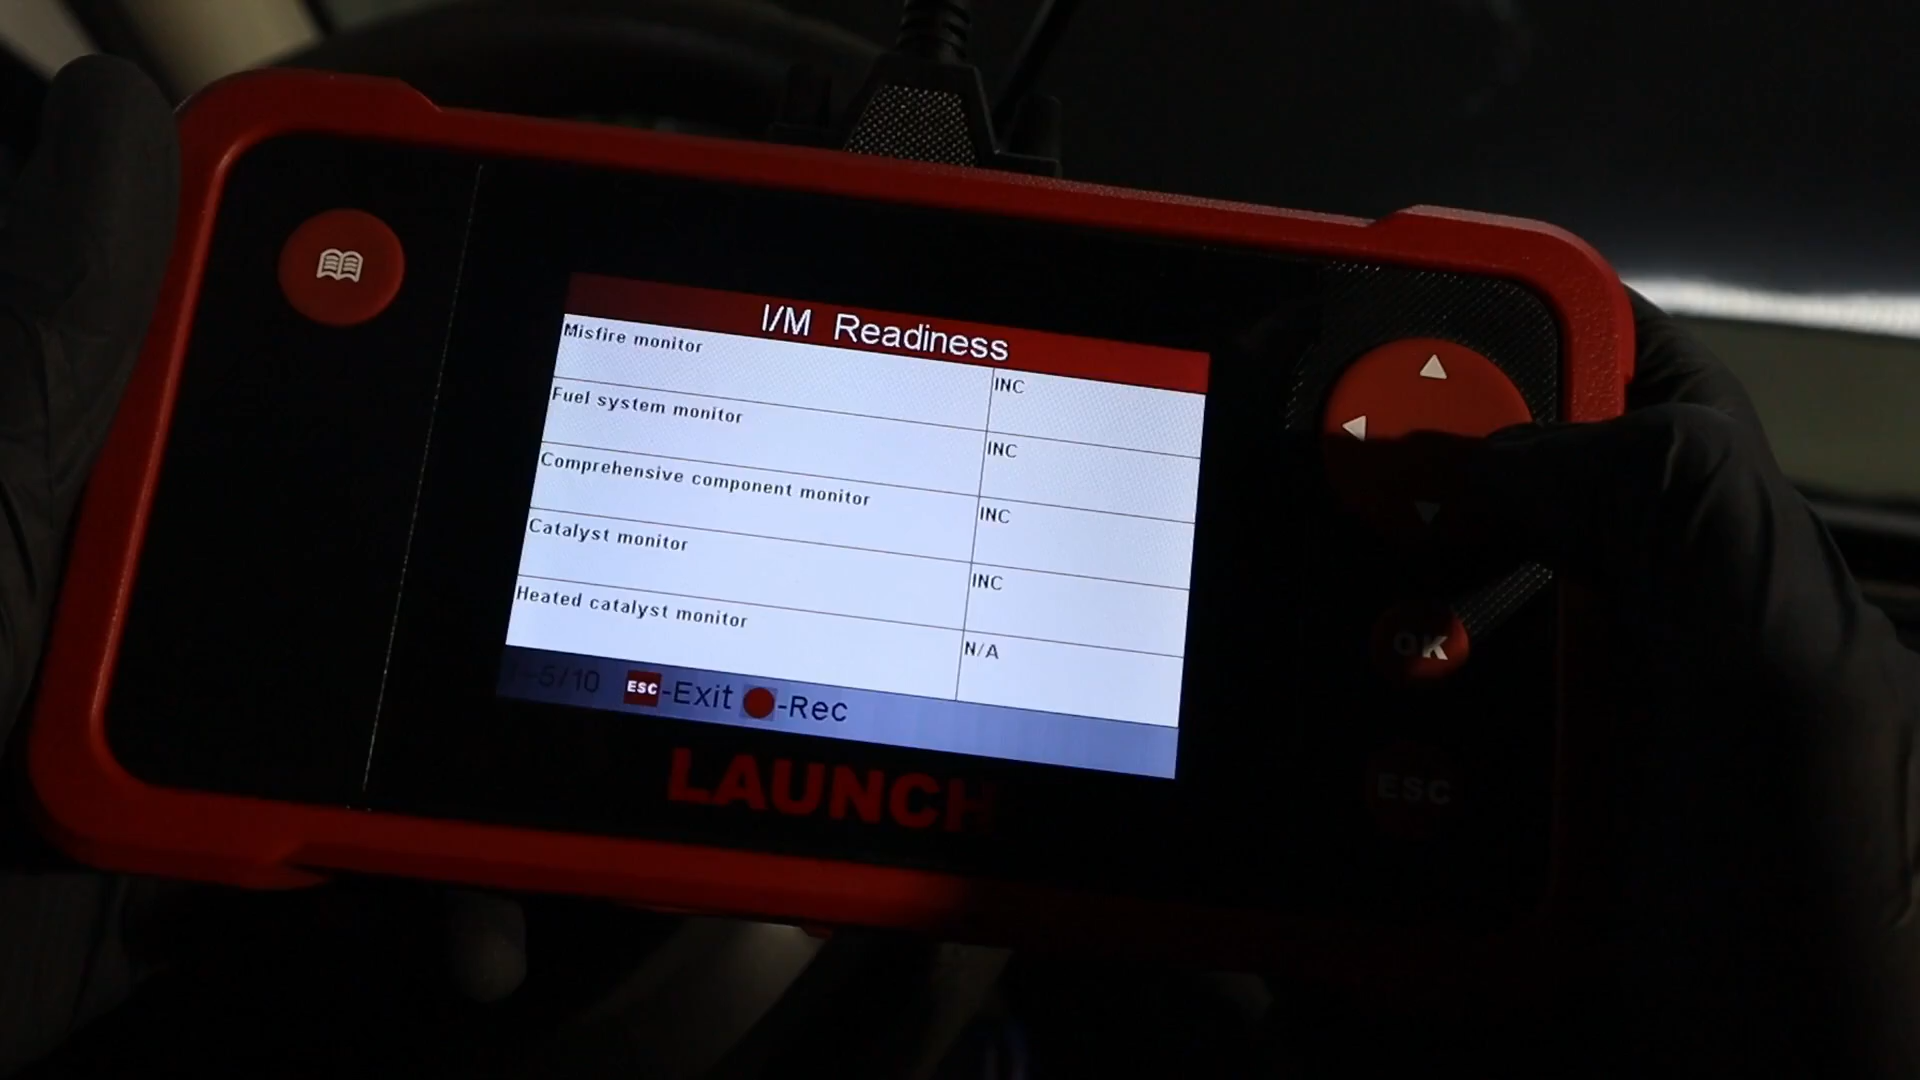 I/M Readiness
Misfire monitor INC
Fuel system monitor INC
Comprehensive component monitor INC
Catalyst monitor INC
Heated catalyst monitor N/A
-5/10 ESC-Exit -Rec
LAUNCH
OK
ESC